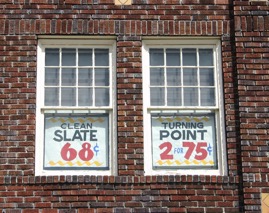 CLEAN
SLATE
68¢
TURNING
POINT
2 FOR 75¢